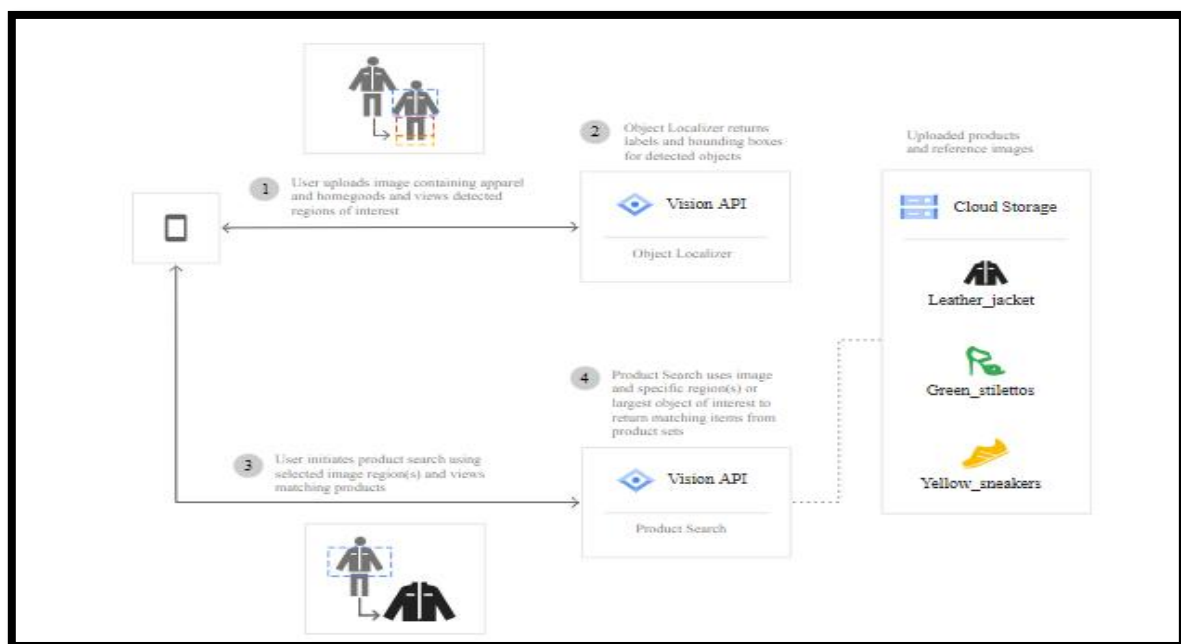 1
User uploads image containing apparel
and homegoods and views detected
regions of interest
2
Object Localizer returns
labels and bounding boxes
for detected objects
Vision API
Object Localizer
3
User initiates product search using
selected image region(s) and views
matching products
4
Product Search uses image
and specific region(s) or
largest object of interest to
return matching items from
product sets
Vision API
Product Search
Uploaded products
and reference images
Cloud Storage
Leather_jacket
Green_stilettos
Yellow_sneakers